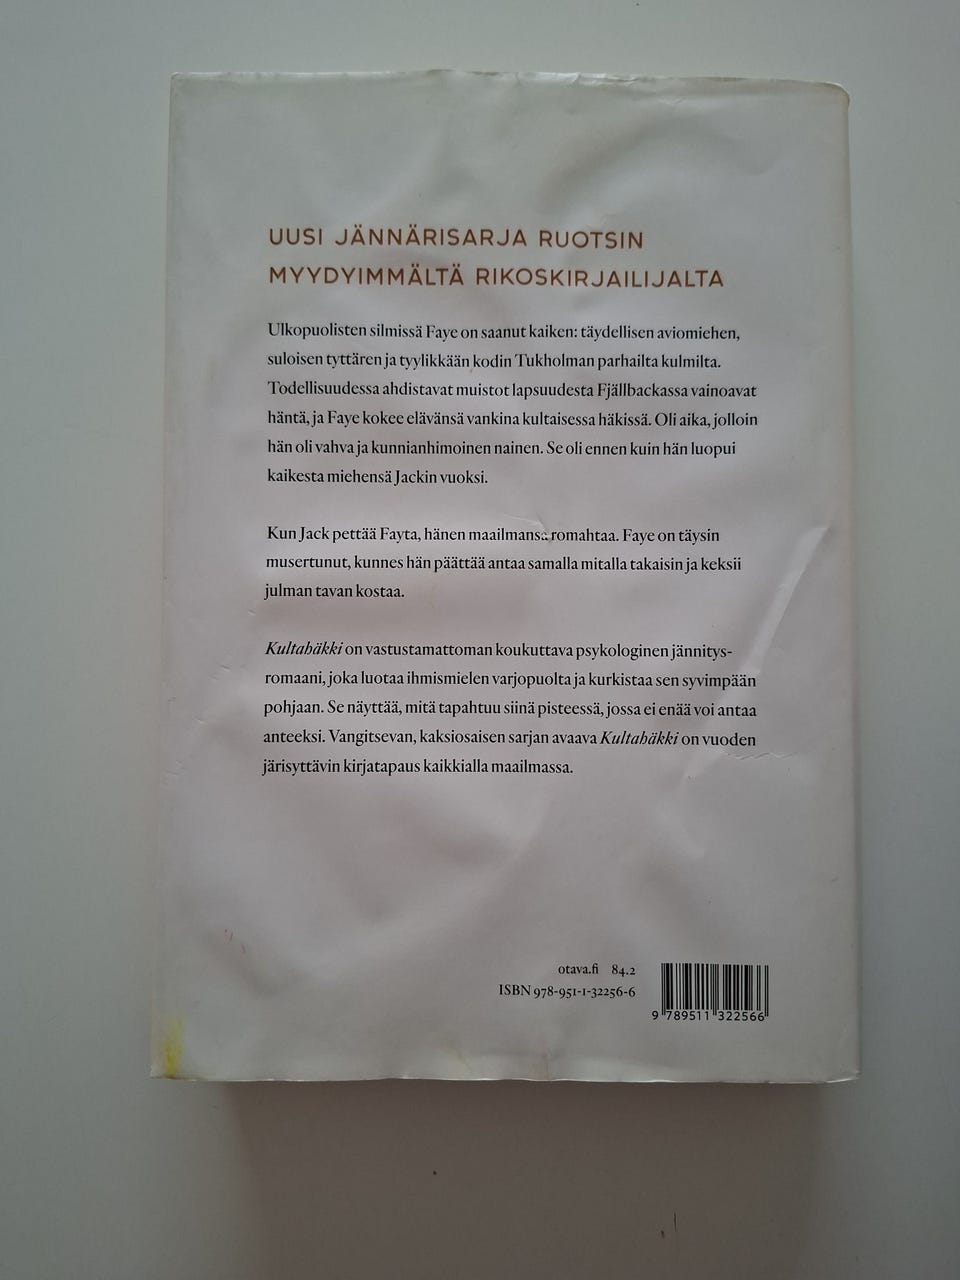 UUSI JÄNNÄRISARJA RUOTSIN
MYYDYIMMÄLTÄ RIKOSKIRJAILIJALTA
Ulkopuolisten silmissä Faye on saanut kaiken: täydellisen aviomiehen,
suloisen tyttären ja tyylikkään kodin Tukholman parhailta kulmilta.
Todellisuudessa ahdistavat muistot lapsuudesta Fjällbackassa vainoavat
häntä, ja Faye kokee elävänsä vankina kultaisessa häkissä. Oli aika, jolloin
hän oli vahva ja kunnianhimoinen nainen. Se oli ennen kuin hän luopui
kaikesta miehensä Jackin vuoksi.
Kun Jack pettää Fayta, hänen maailmansa romahtaa. Faye on täysin
musertunut, kunnes hän päättää antaa samalla mitalla takaisin ja keksii
julman tavan kostaa.
Kultahäkki on vastustamattoman koukuttava psykologinen jännitys-
romaani, joka luotaa ihmismielen varjopuolta ja kurkistaa sen syvimpään
pohjaan. Se näyttää, mitä tapahtuu siinä pisteessä, jossa ei enää voi antaa
anteeksi. Vangitsevan, kaksiosaisen sarjan avaava Kultahäkki on vuoden
järisyttävin kirjatapaus kaikkialla maailmassa.
otava.fi 84.2
ISBN 978-951-1-32256-6
9 789511 322566